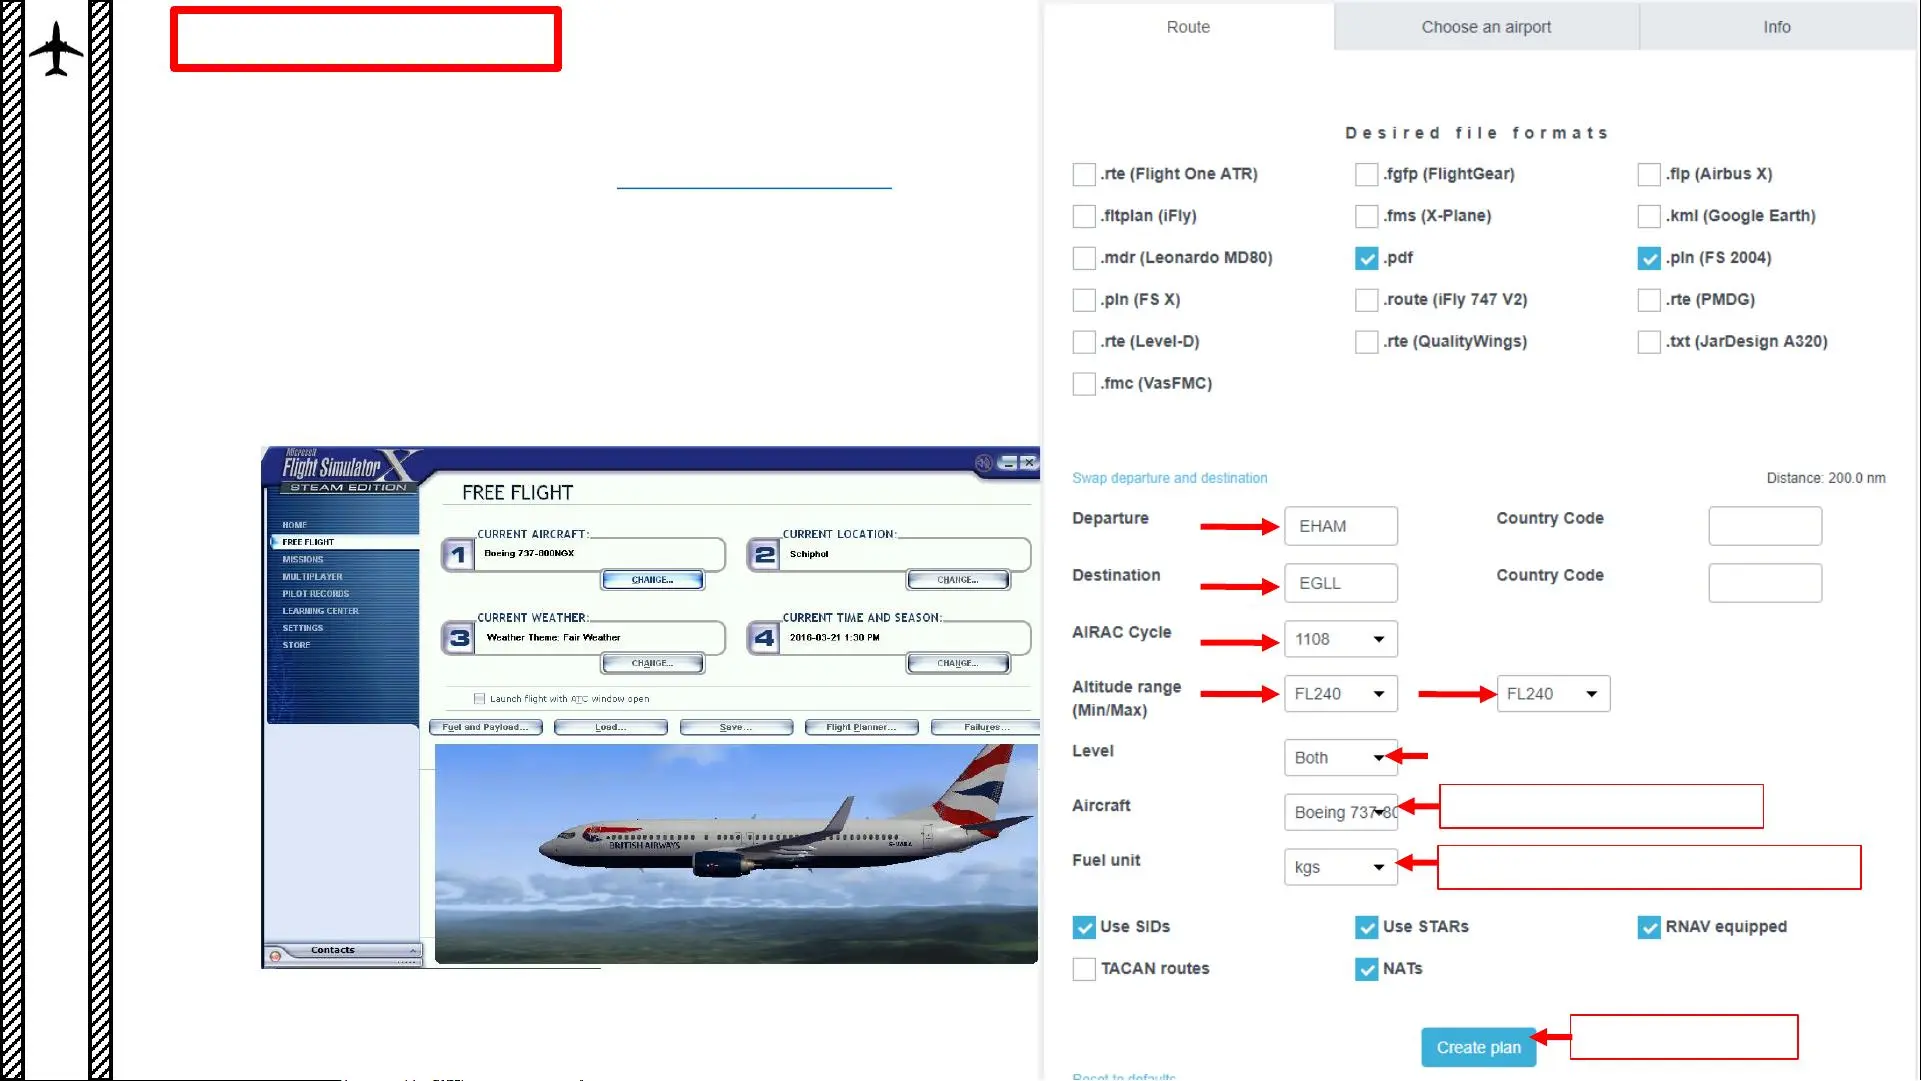 Route
Choose an airport
Info
Desired file formats
.rte (Flight One ATR)
.fgfp (FlightGear)
.flp (Airbus X)
.fltplan (iFly)
.fms (X-Plane)
.kml (Google Earth)
.mdr (Leonardo MD80)
.pdf
.pln (FS 2004)
.pln (FS X)
.route (iFly 747 V2)
.rte (PMDG)
.rte (Level-D)
.rte (QualityWings)
.txt (JarDesign A320)
.fmc (VasFMC)
Microsoft
Flight Simulator X
STEAM EDITION
HOME
FREE FLIGHT
MISSIONS
MULTIPLAYER
PILOT RECORDS
LEARNING CENTER
SETTINGS
STORE
Contacts
FREE FLIGHT
CURRENT AIRCRAFT:
1
Boeing 737-800NGX
CHANGE...
CURRENT LOCATION:
2
Schiphol
CHANGE...
CURRENT WEATHER:
3
Weather Theme: Fair Weather
CHANGE...
CURRENT TIME AND SEASON:
4
2016-03-21 1:30 PM
CHANGE...
Launch flight with ATC window open
Fuel and Payload...
Load...
Save...
Flight Planner...
Failures...
BRITISH AIRWAYS
Swap departure and destination
Distance: 200.0 nm
Departure
EHAM
Country Code
Destination
EGLL
Country Code
AIRAC Cycle
1108
Altitude range
(Min/Max)
FL240
FL240
Level
Both
Aircraft
Boeing 737-80
Fuel unit
kgs
Use SIDs
Use STARs
RNAV equipped
TACAN routes
NATs
Create plan
Reset to defaults